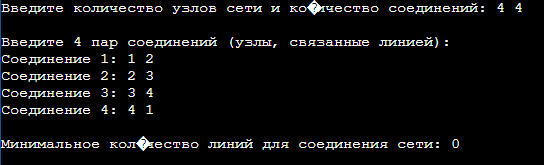 Введите количество узлов сети и ко�ичество соединений: 4 4
Введите 4 пар соединений (узлы, связанные линией):
Соединение 1: 1 2
Соединение 2: 2 3
Соединение 3: 3 4
Соединение 4: 4 1
Минимальное кол�чество линий для соединения сети: 0